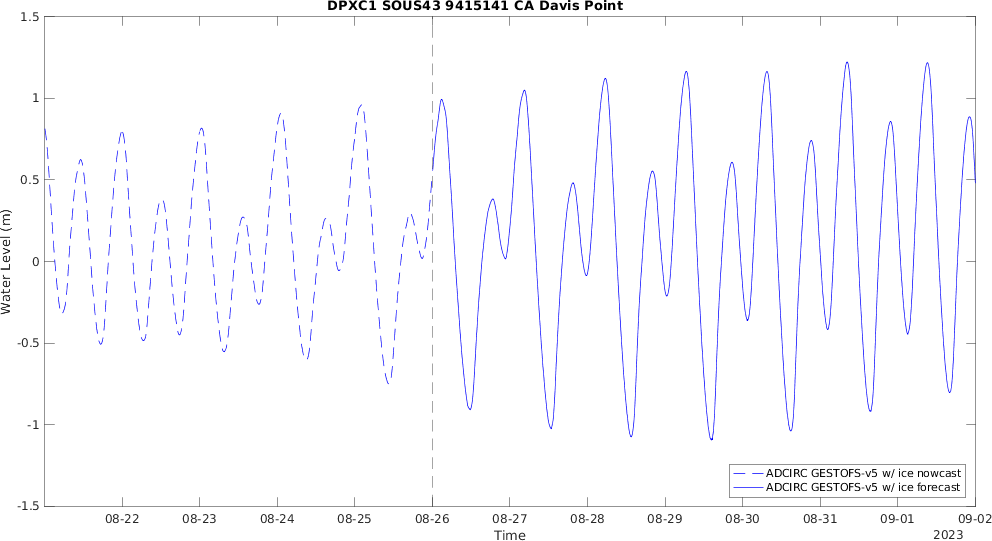 DPXC1 SOUS43 9415141 CA Davis Point
1.5
1
0.5
0
-0.5
-1
-1.5
Water Level (m)
08-22 08-23 08-24 08-25 08-26 08-27 08-28 08-29 08-30 08-31 09-01 09-02
Time
2023
ADCIRC GESTOFS-v5 w/ ice nowcast
ADCIRC GESTOFS-v5 w/ ice forecast